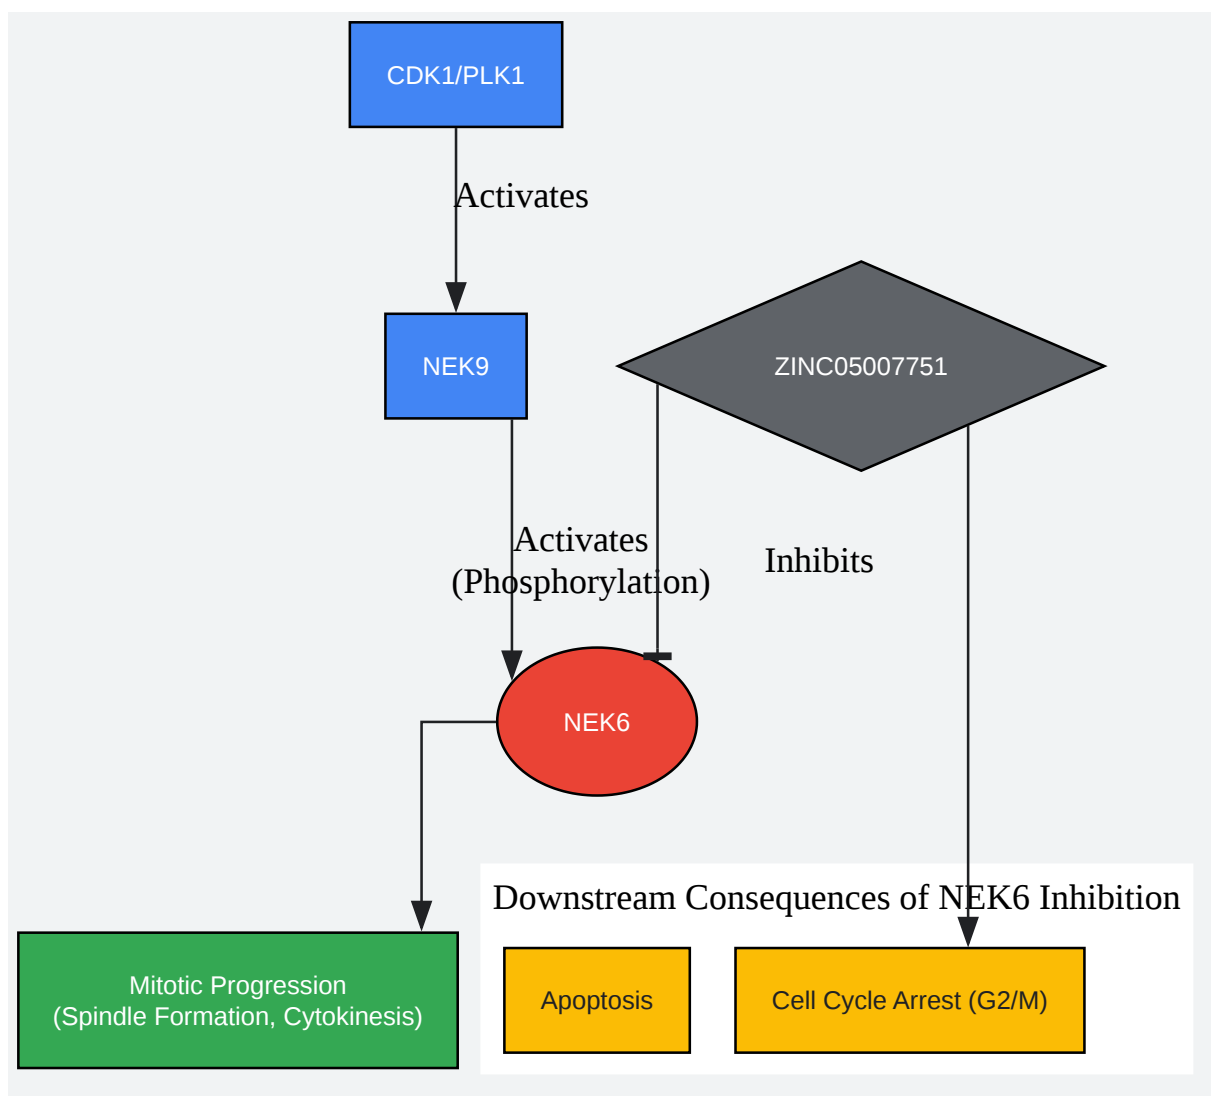 CDK1/PLK1
Activates
NEK9
ZINC05007751
Activates
(Phosphorylation)
Inhibits
NEK6
Downstream Consequences of NEK6 Inhibition
Mitotic Progression
(Spindle Formation, Cytokinesis)
Apoptosis
Cell Cycle Arrest (G2/M)